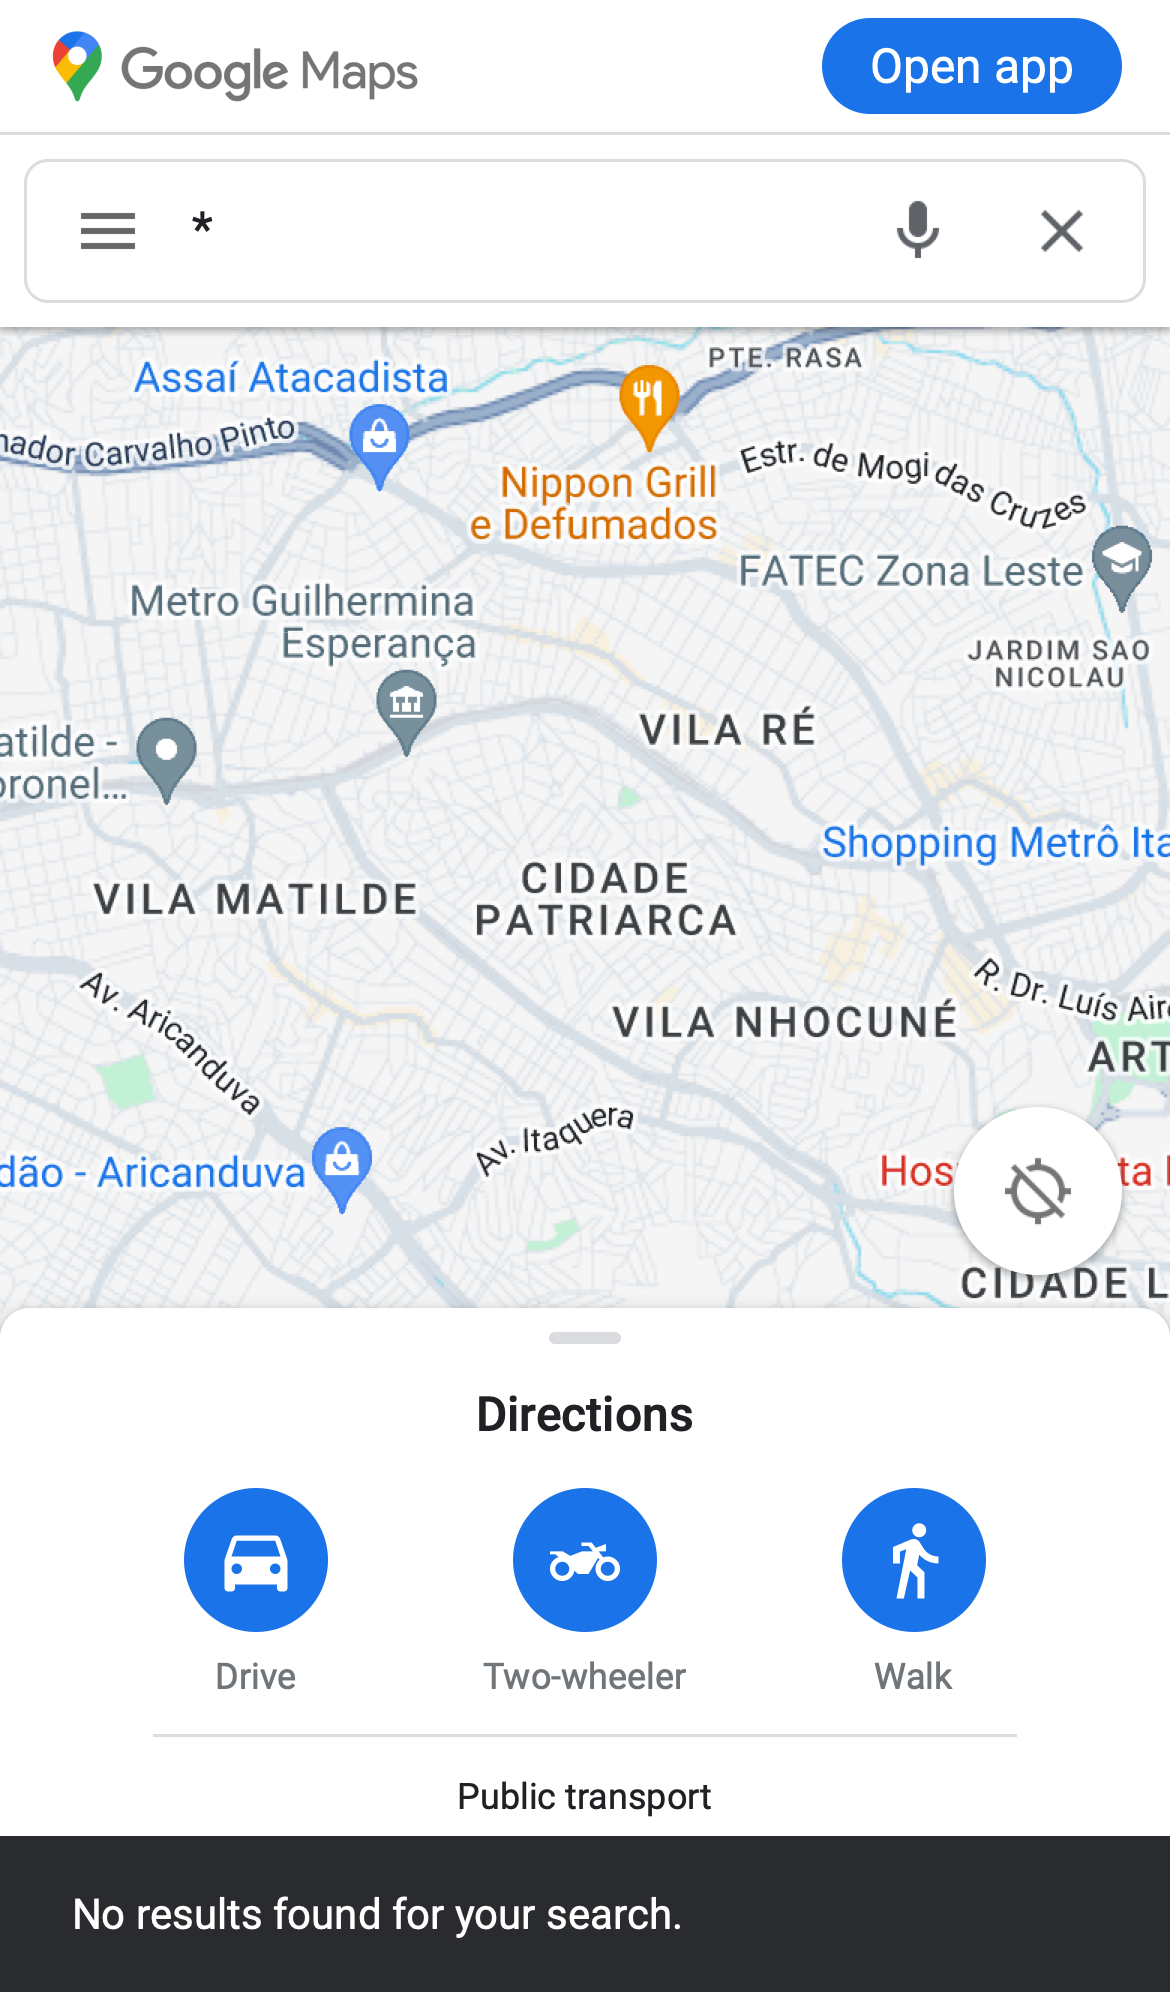 Google Maps
Open app
*
PTE. RASA
Assaí Atacadista
nador Carvalho Pinto
Nippon Grill
e Defumados
Estr. de Mogi das Cruzes
FATEC Zona Leste
Metro Guilhermina
Esperança
JARDIM SAO
NICOLAU
atilde -
oronel...
VILA RÉ
Shopping Metrô Ita
VILA MATILDE
CIDADE
PATRIARCA
R. Dr. Luís Air
VILA NHOCUNÉ
ART
Av. Aricanduva
Av. Itaquera
dão - Aricanduva
Hos ta
CIDADE L
Directions
Drive
Two-wheeler
Walk
Public transport
No results found for your search.